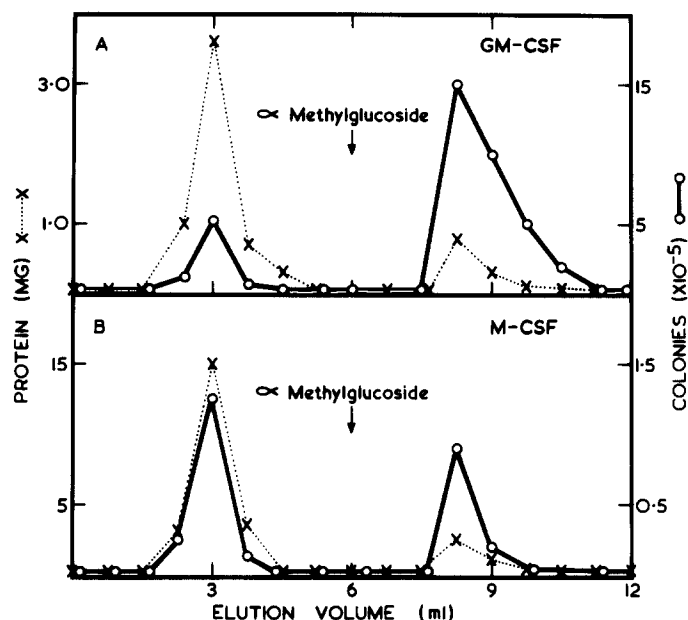 A
GM-CSF
3·0
15
α Methylglucoside
1·0
5
B
M-CSF
15
1.5
α Methylglucoside
5
0.5
3
6
9
12
ELUTION VOLUME (ml)
PROTEIN (MG) x......x
COLONIES (X10⁻⁵) o—o